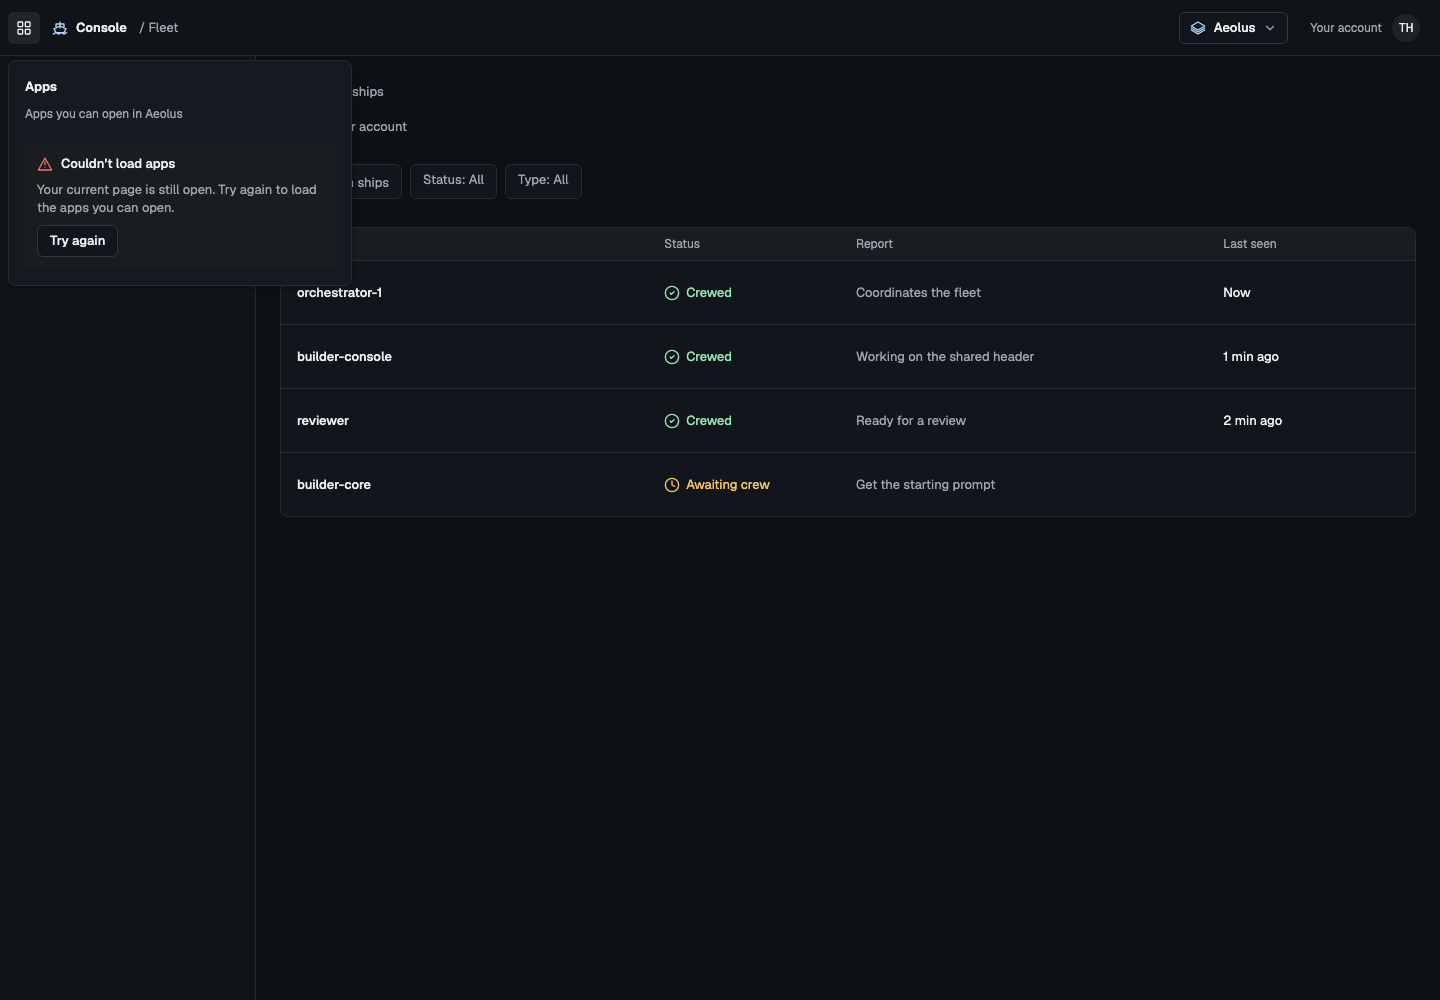 Console / Fleet
Aeolus
Your account TH
Apps
Apps you can open in Aeolus
Couldn't load apps
Your current page is still open. Try again to load
the apps you can open.
Try again
ships
account
ships
Status: All
Type: All
Status Report Last seen
orchestrator-1 Crewed Coordinates the fleet Now
builder-console Crewed Working on the shared header 1 min ago
reviewer Crewed Ready for a review 2 min ago
builder-core Awaiting crew Get the starting prompt